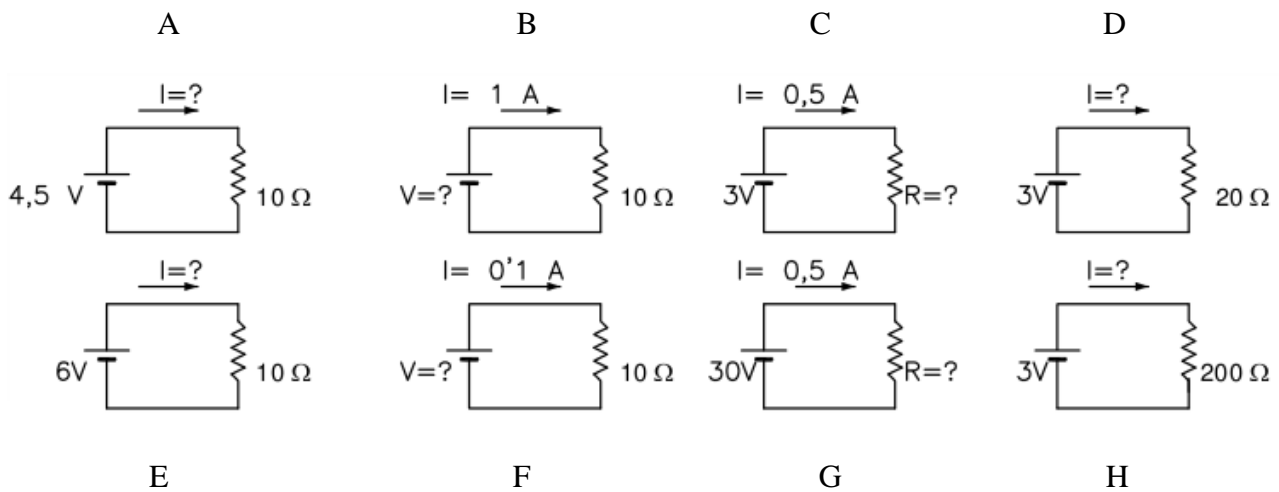 A B C D
I=? I= 1 A I= 0,5 A I=?
4,5 V 10 Ω V=? 10 Ω 3V R=? 3V 20 Ω
I=? I= 0'1 A I= 0,5 A I=?
6V 10 Ω V=? 10 Ω 30V R=? 3V 200 Ω
E F G H